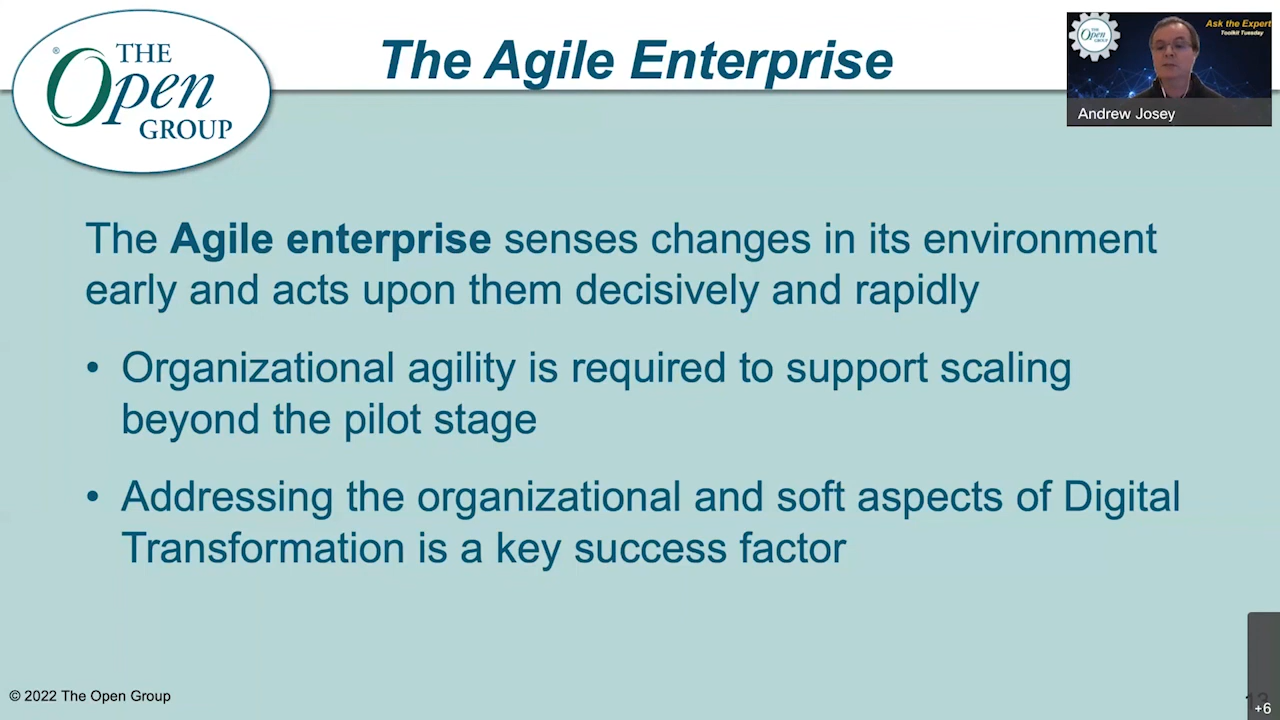 ® THE
Open
GROUP
The Agile Enterprise
The
Open
GROUP
Ask the Expert
Toolkit Tuesday
Andrew Josey
The Agile enterprise senses changes in its environment
early and acts upon them decisively and rapidly
• Organizational agility is required to support scaling
beyond the pilot stage
• Addressing the organizational and soft aspects of Digital
Transformation is a key success factor
© 2022 The Open Group
+6